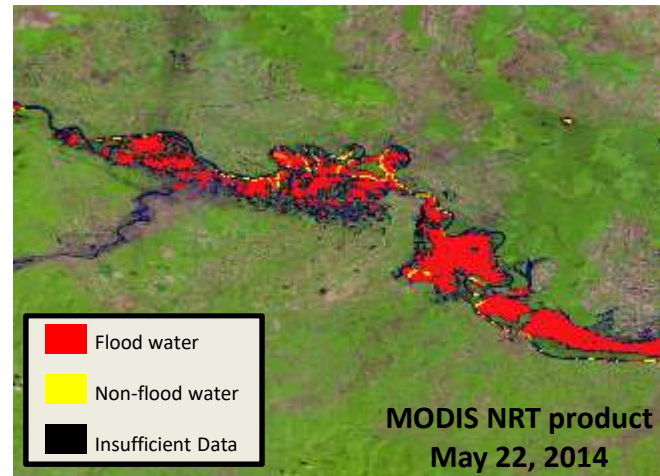 Flood water
Non-flood water
Insufficient Data
MODIS NRT product
May 22, 2014